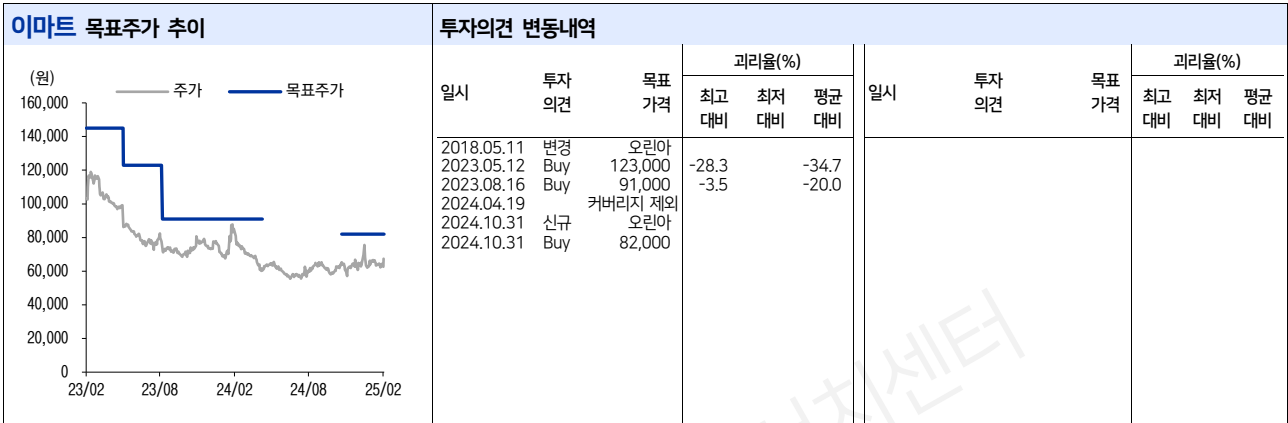 이마트 목표주가 추이
(원)
주가 목표주가
160,000
140,000
120,000
100,000
80,000
60,000
40,000
20,000
0
23/02 23/08 24/02 24/08 25/02
투자의견 변동내역
일시 투자의견 목표가격 괴리율(%)
최고대비 최저대비 평균대비
2018.05.11 변경 오린아
2023.05.12 Buy 123,000 -28.3 -34.7
2023.08.16 Buy 91,000 -3.5 -20.0
2024.04.19 커버리지 제외
2024.10.31 신규 오린아
2024.10.31 Buy 82,000
일시 투자의견 목표가격 괴리율(%)
최고대비 최저대비 평균대비